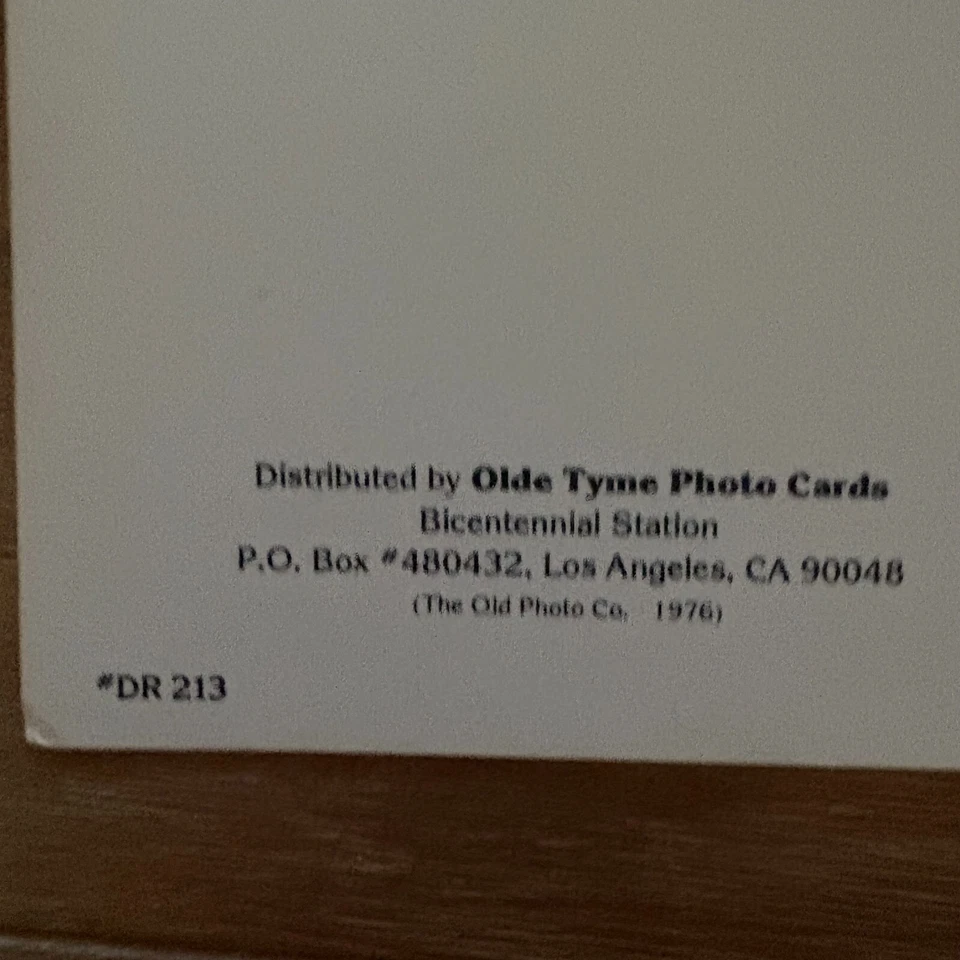 Distributed by Olde Tyme Photo Cards
Bicentennial Station
P.O. Box #480432, Los Angeles, CA 90048
(The Old Photo Co. 1976)
#DR 213